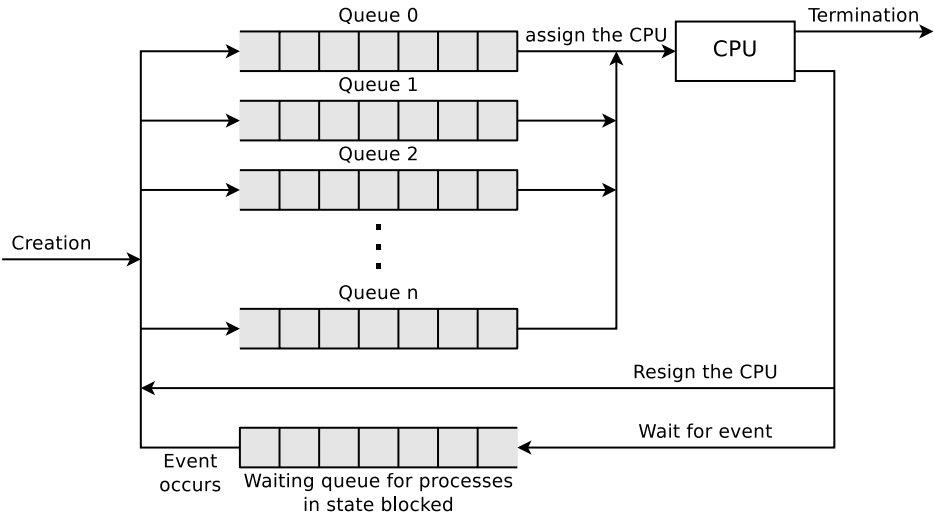 Queue 0
Termination
assign the CPU
CPU
Queue 1
Queue 2
Creation
Queue n
Resign the CPU
Wait for event
Event
occurs
Waiting queue for processes
in state blocked